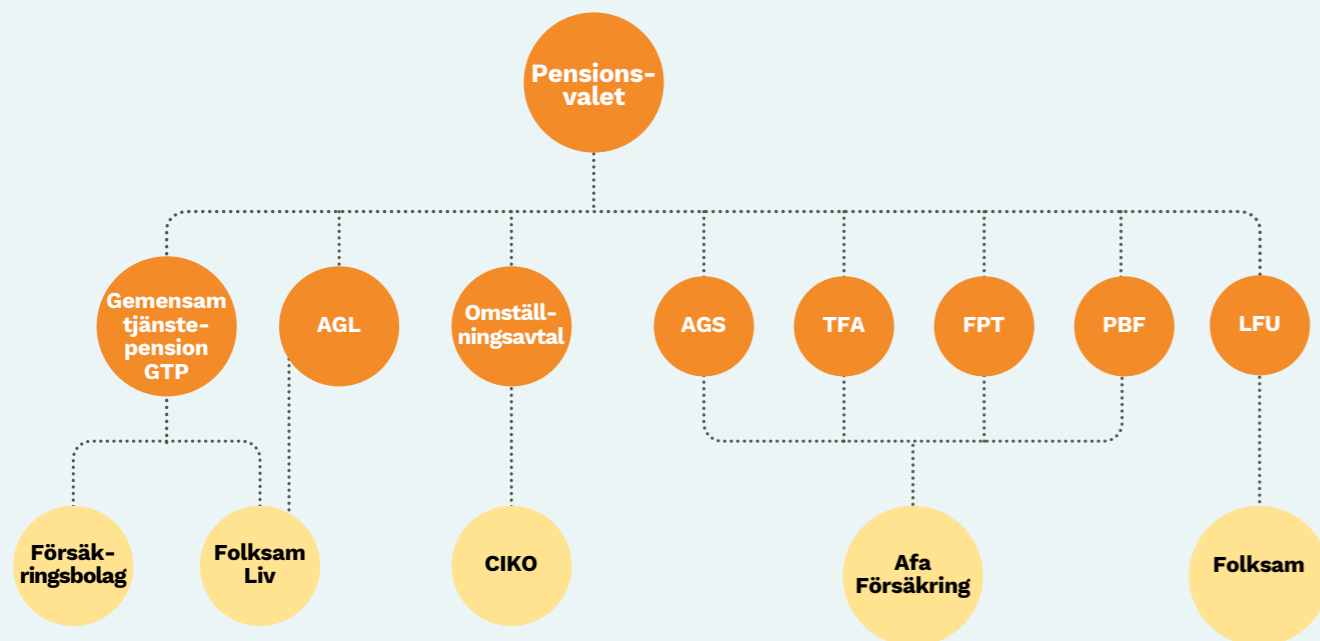 Pensions-
valet
Gemensam
tjänste-
pension
GTP
AGL
Omställ-
ningsavtal
AGS
TFA
FPT
PBF
LFU
Försäk-
ringsbolag
Folksam
Liv
CIKO
Afa
Försäkring
Folksam